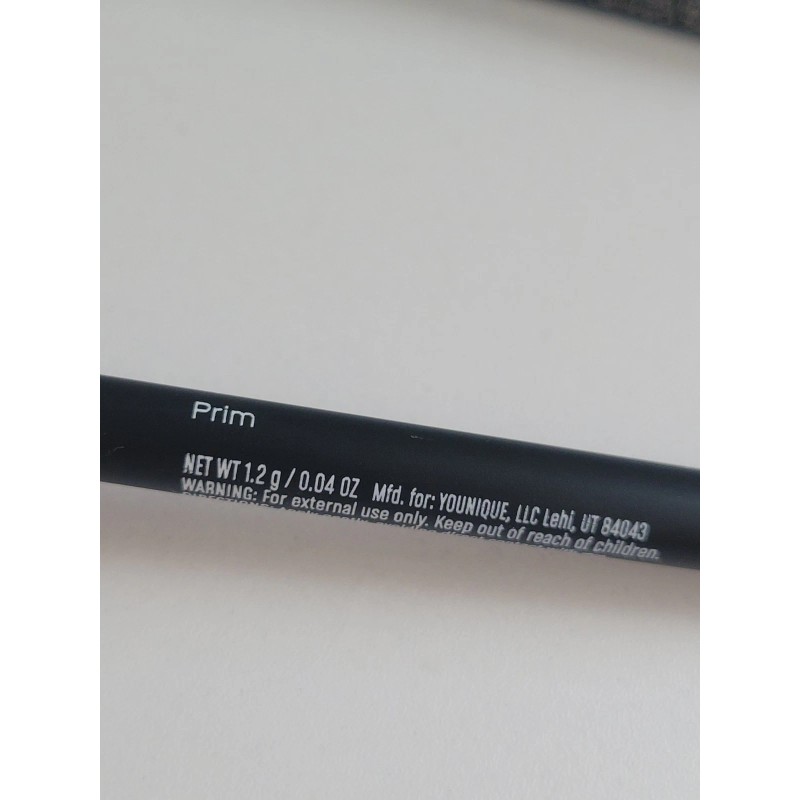 Prim
NET WT 1.2 g / 0.04 OZ Mfd. for: YOUNIQUE, LLC Lehi, UT 84043
WARNING: For external use only. Keep out of reach of children.